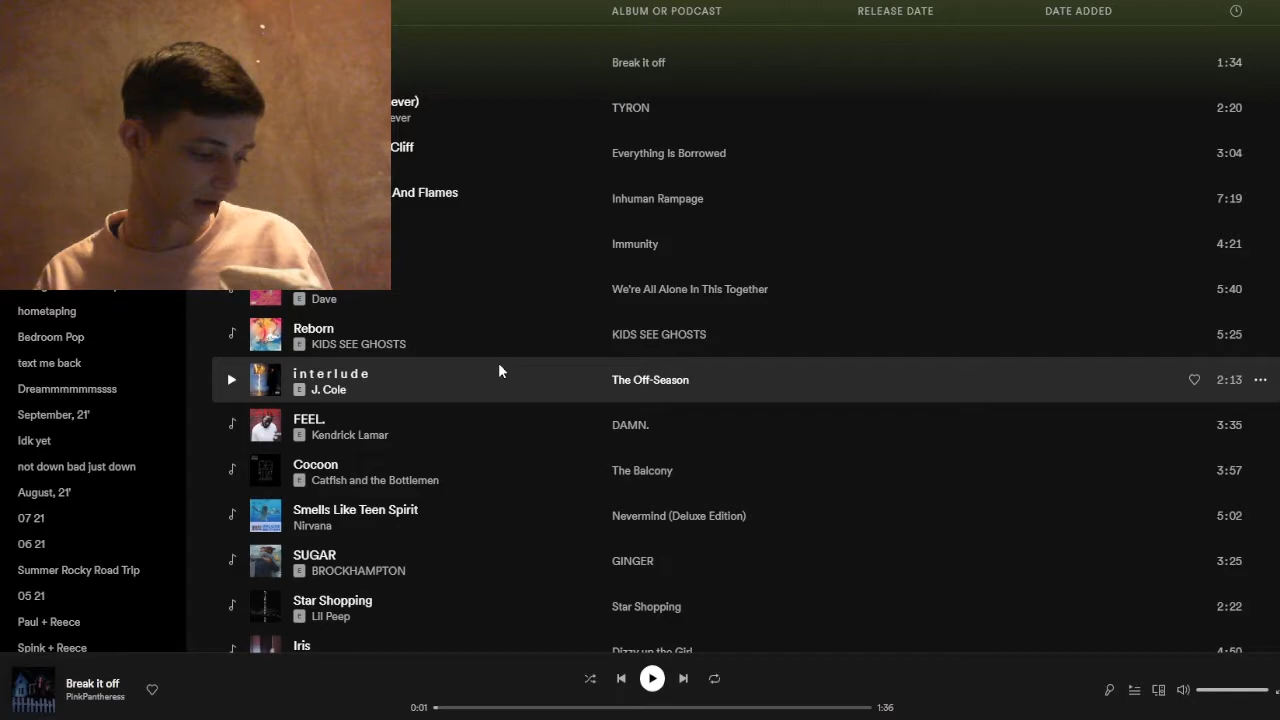 ALBUM OR PODCAST RELEASE DATE DATE ADDED
Break it off 1:34
ever) TYRON 2:20
ever
Cliff Everything Is Borrowed 3:04
And Flames Inhuman Rampage 7:19
Immunity 4:21
We're All Alone In This Together 5:40
E Dave
hometaping
Reborn KIDS SEE GHOSTS 5:25
Bedroom Pop
E KIDS SEE GHOSTS
text me back
i n t e r l u d e The Off-Season 2:13
E J. Cole
Dreammmmmmssss
September, 21'
FEEL. DAMN. 3:35
E Kendrick Lamar
Idk yet
Cocoon The Balcony 3:57
not down bad just down
E Catfish and the Bottlemen
August, 21'
Smells Like Teen Spirit Nevermind (Deluxe Edition) 5:02
Nirvana
07 21
06 21
SUGAR GINGER 3:25
E BROCKHAMPTON
Summer Rocky Road Trip
05 21
Star Shopping Star Shopping 2:22
E Lil Peep
Paul + Reece
Iris Dizzy up the Girl 4:50
Spink + Reece
Break it off
PinkPantheress
0:01 1:36